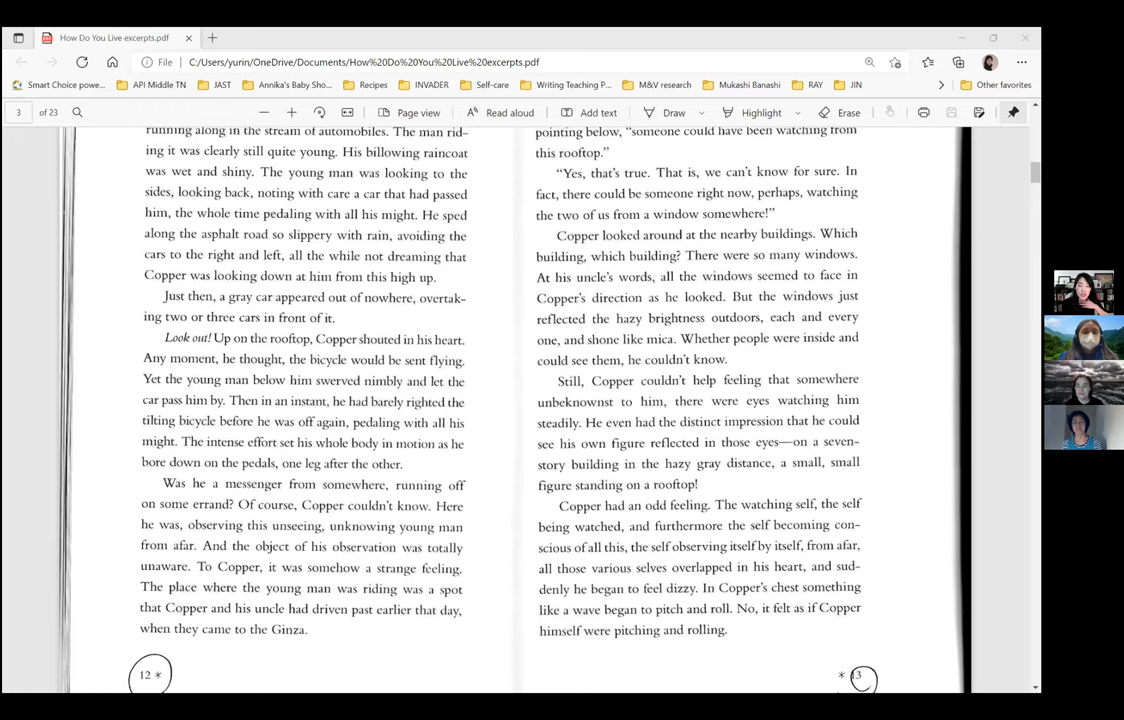 How Do You Live excerpts.pdf
File
C:/Users/yurin/OneDrive/Documents/How%20Do%20You%20Live%20excerpts.pdf
Smart Choice powe...
API Middle TN
JAST
Annika's Baby Sho...
Recipes
INVADER
Self-care
Writing Teaching P...
M&V research
Mukashi Banashi
RAY
JIN
Other favorites
3 of 23
Page view
Read aloud
Add text
Draw
Highlight
Erase
running along in the stream of automobiles. The man rid-
ing it was clearly still quite young. His billowing raincoat
was wet and shiny. The young man was looking to the
sides, looking back, noting with care a car that had passed
him, the whole time pedaling with all his might. He sped
along the asphalt road so slippery with rain, avoiding the
cars to the right and left, all the while not dreaming that
Copper was looking down at him from this high up.
Just then, a gray car appeared out of nowhere, overtak-
ing two or three cars in front of it.
Look out! Up on the rooftop, Copper shouted in his heart.
Any moment, he thought, the bicycle would be sent flying.
Yet the young man below him swerved nimbly and let the
car pass him by. Then in an instant, he had barely righted the
tilting bicycle before he was off again, pedaling with all his
might. The intense effort set his whole body in motion as he
bore down on the pedals, one leg after the other.
Was he a messenger from somewhere, running off
on some errand? Of course, Copper couldn't know. Here
he was, observing this unseeing, unknowing young man
from afar. And the object of his observation was totally
unaware. To Copper, it was somehow a strange feeling.
The place where the young man was riding was a spot
that Copper and his uncle had driven past earlier that day,
when they came to the Ginza.
12 *
pointing below, "someone could have been watching from
this rooftop."
"Yes, that's true. That is, we can't know for sure. In
fact, there could be someone right now, perhaps, watching
the two of us from a window somewhere!"
Copper looked around at the nearby buildings. Which
building, which building? There were so many windows.
At his uncle's words, all the windows seemed to face in
Copper's direction as he looked. But the windows just
reflected the hazy brightness outdoors, each and every
one, and shone like mica. Whether people were inside and
could see them, he couldn't know.
Still, Copper couldn't help feeling that somewhere
unbeknownst to him, there were eyes watching him
steadily. He even had the distinct impression that he could
see his own figure reflected in those eyes—on a seven-
story building in the hazy gray distance, a small, small
figure standing on a rooftop!
Copper had an odd feeling. The watching self, the self
being watched, and furthermore the self becoming con-
scious of all this, the self observing itself by itself, from afar,
all those various selves overlapped in his heart, and sud-
denly he began to feel dizzy. In Copper's chest something
like a wave began to pitch and roll. No, it felt as if Copper
himself were pitching and rolling.
* 13